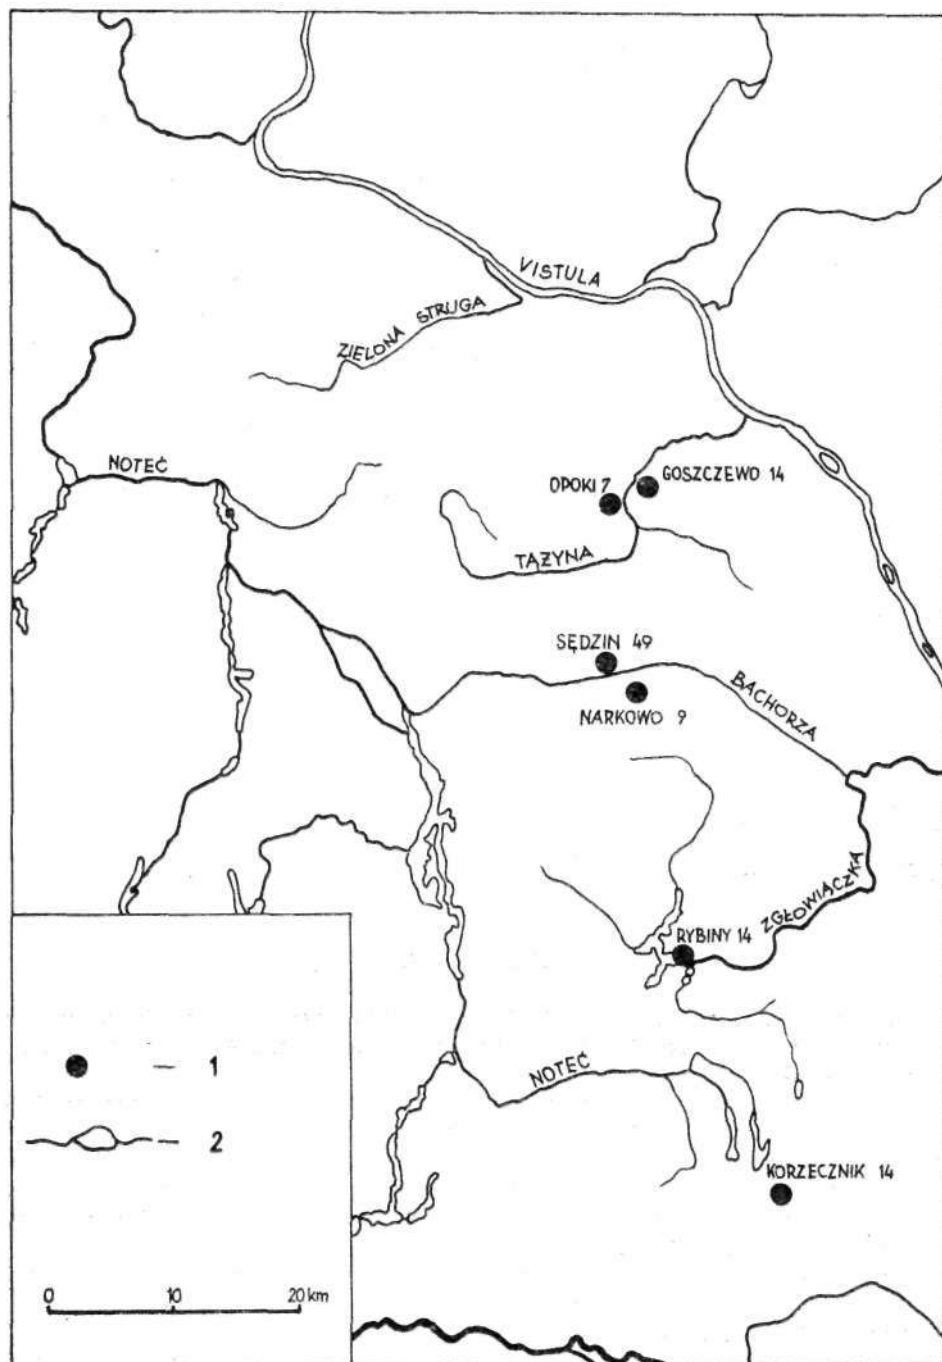 VISTULA
ZIELONA STRUGA
NOTEĆ
OPOKI 7
GOSZCZEWO 14
TĄŻYNA
SĘDZIN 49
BACHORZA
NARKOWO 9
ZGŁOWIĄCZKA
RYBINY 14
NOTEĆ
KORZECZNIK 14
— 1
— 2
0 10 20 km